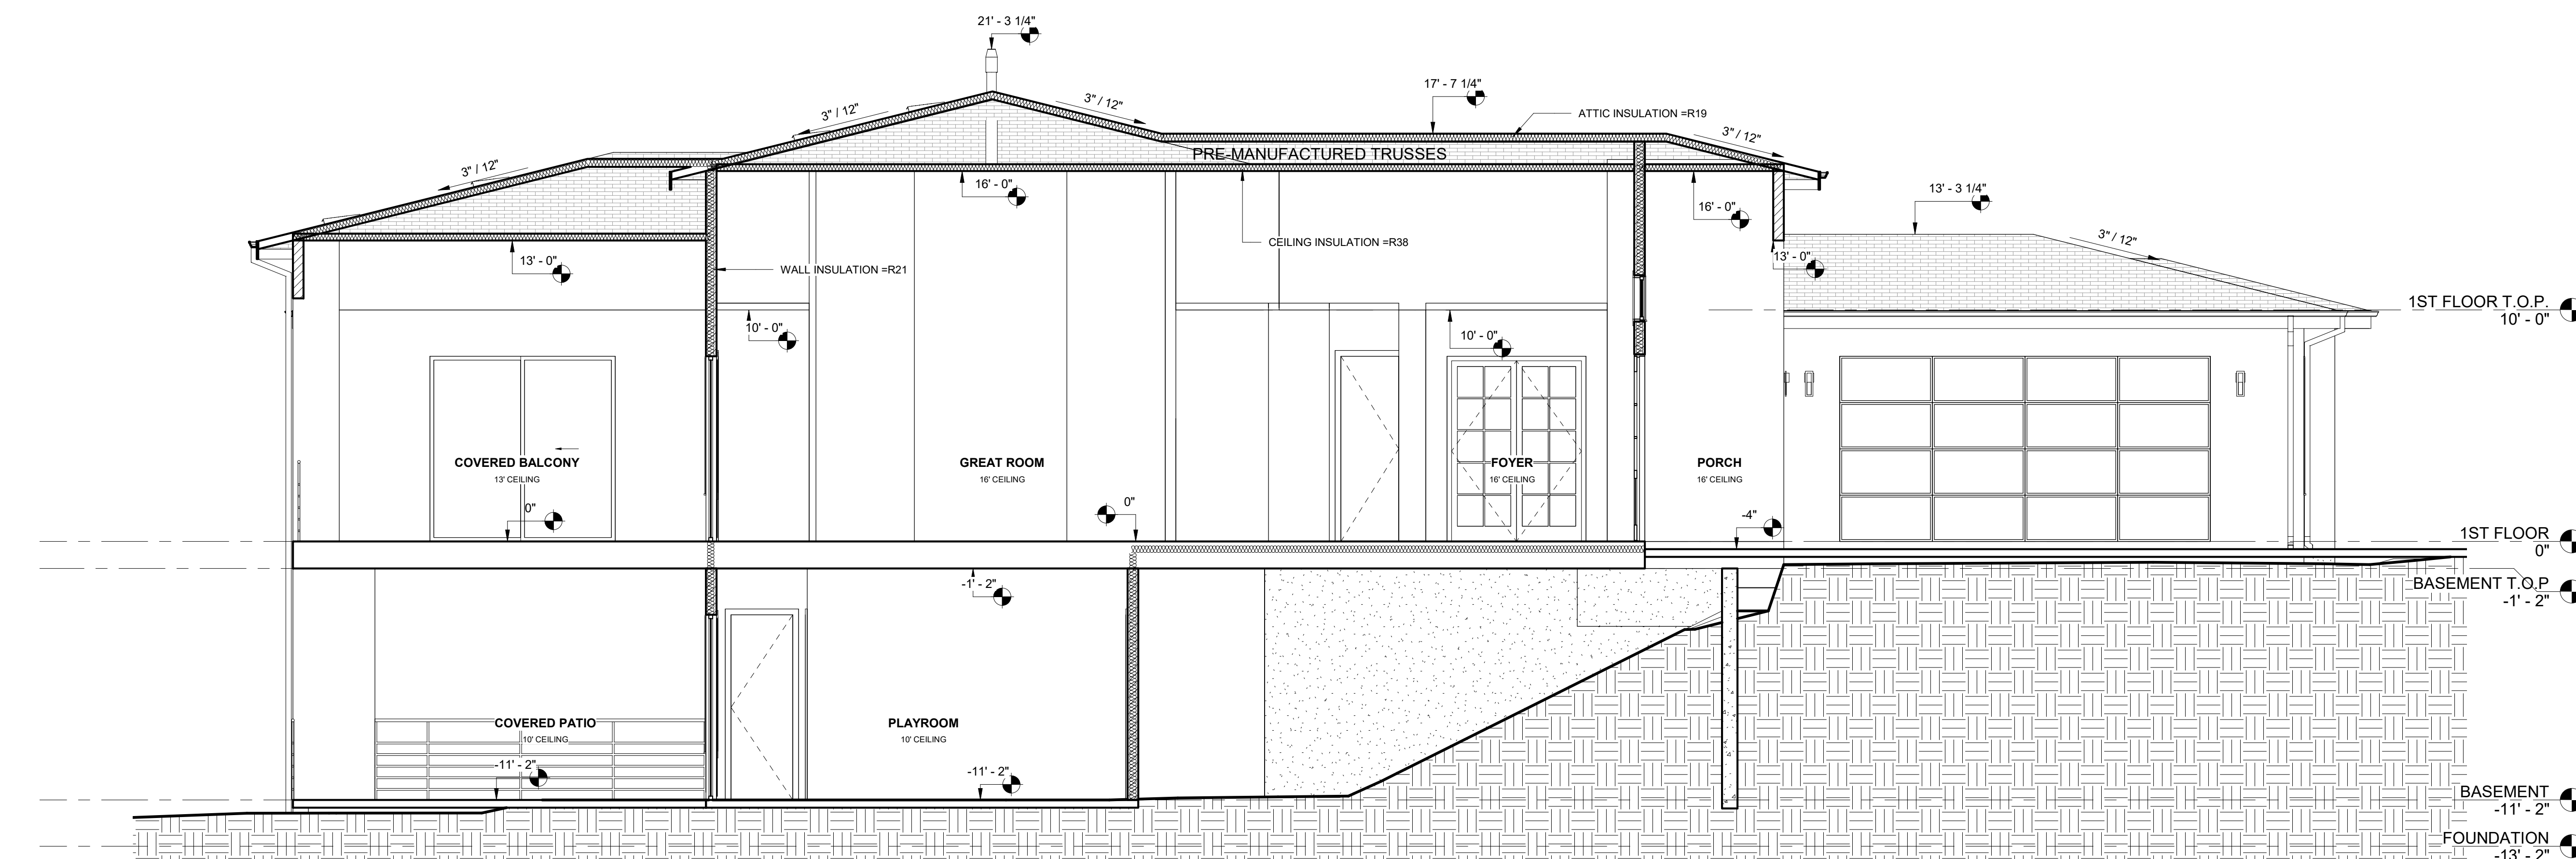 21' - 3 1/4"
17' - 7 1/4"
3" / 12"
3" / 12"
ATTIC INSULATION =R19
3" / 12"
PRE-MANUFACTURED TRUSSES
3" / 12"
16' - 0"
13' - 3 1/4"
16' - 0"
3" / 12"
CEILING INSULATION =R38
13' - 0"
13' - 0"
WALL INSULATION =R21
1ST FLOOR T.O.P.
10' - 0"
10' - 0"
10' - 0"
COVERED BALCONY
13' CEILING
GREAT ROOM
16' CEILING
FOYER
16' CEILING
PORCH
16' CEILING
0"
0"
-4"
1ST FLOOR
0"
BASEMENT T.O.P
-1' - 2"
-1' - 2"
COVERED PATIO
10' CEILING
PLAYROOM
10' CEILING
-11' - 2"
-11' - 2"
BASEMENT
-11' - 2"
FOUNDATION
-13' - 2"